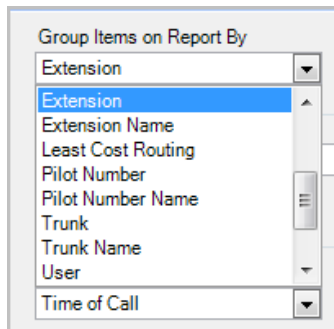 Group Items on Report By
Extension
Extension
Extension Name
Least Cost Routing
Pilot Number
Pilot Number Name
Trunk
Trunk Name
User
Time of Call